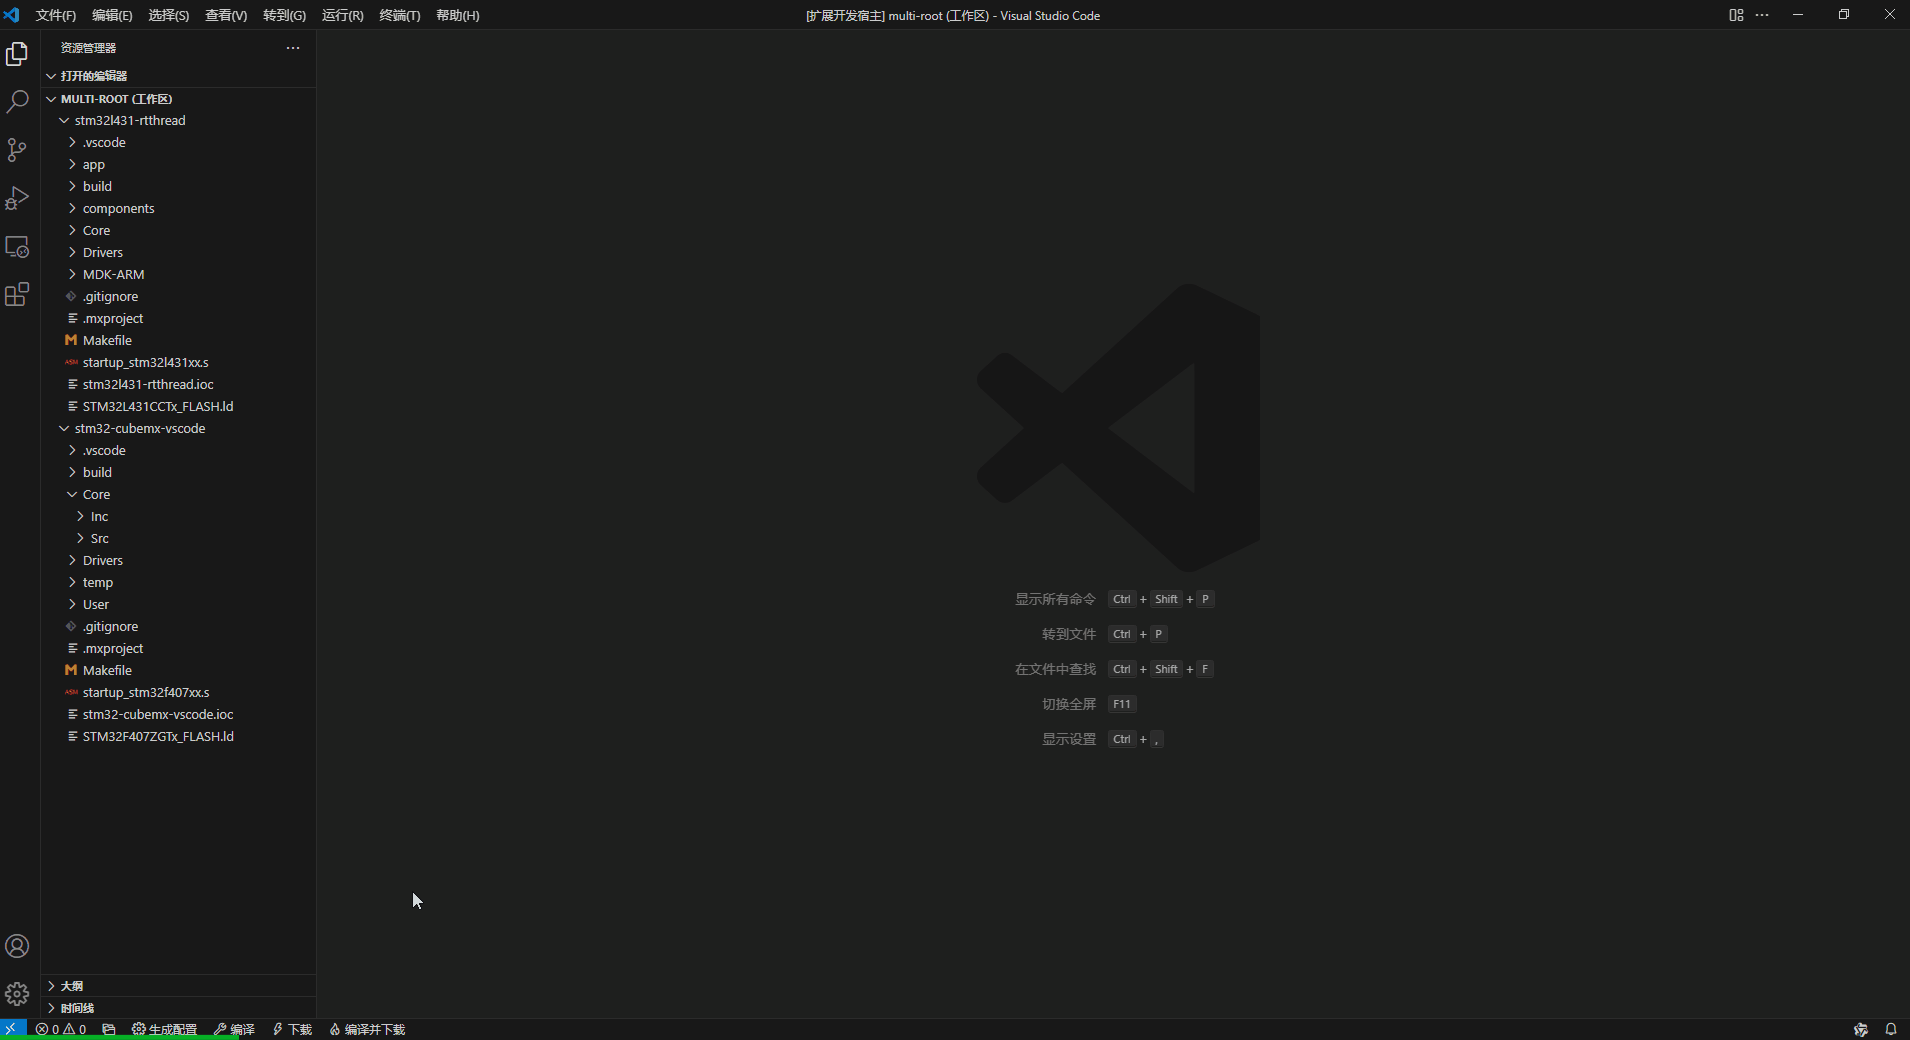 文件(F) 编辑(E) 选择(S) 查看(V) 转到(G) 运行(R) 终端(T) 帮助(H)
[扩展开发宿主] multi-root (工作区) - Visual Studio Code
资源管理器
打开的编辑器
MULTI-ROOT (工作区)
stm32l431-rtthread
.vscode
app
build
components
Core
Drivers
MDK-ARM
.gitignore
.mxproject
M Makefile
ASM startup_stm32l431xx.s
stm32l431-rtthread.ioc
STM32L431CCTx_FLASH.ld
stm32-cubemx-vscode
.vscode
build
Core
Inc
Src
Drivers
temp
User
.gitignore
.mxproject
M Makefile
ASM startup_stm32f407xx.s
stm32-cubemx-vscode.ioc
STM32F407ZGTx_FLASH.ld
大纲
时间线
显示所有命令 Ctrl + Shift + P
转到文件 Ctrl + P
在文件中查找 Ctrl + Shift + F
切换全屏 F11
显示设置 Ctrl + ,
0 0 生成配置 编译 下载 编译并下载